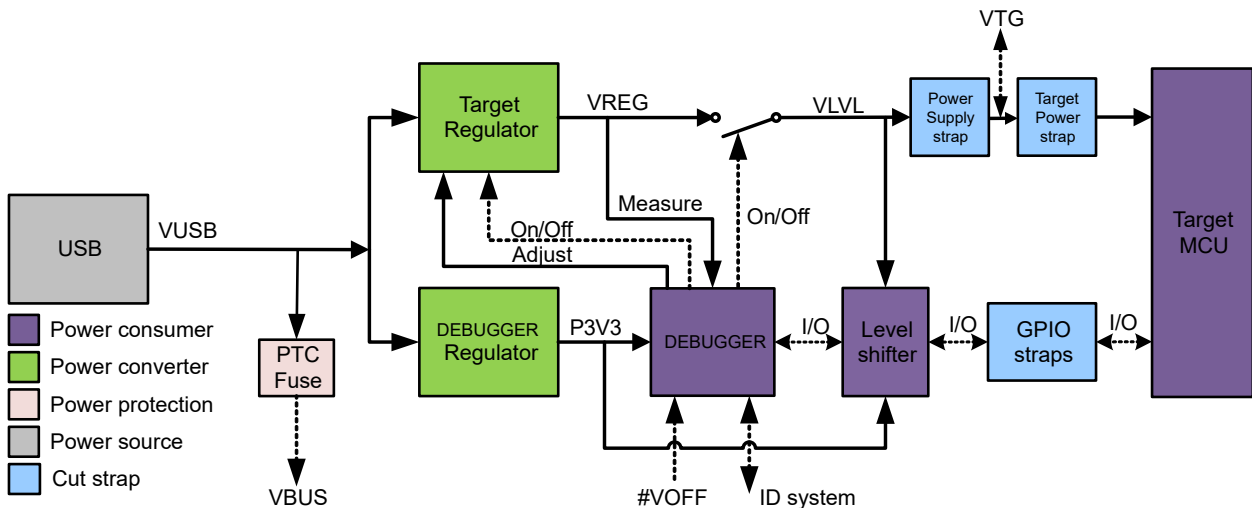 VTG
Target
Regulator
VREG
VLVL
Power
Supply
strap
Target
Power
strap
USB
VUSB
Measure
On/Off
Adjust
On/Off
Target
MCU
DEBUGGER
Regulator
P3V3
DEBUGGER
I/O
Level
shifter
I/O
GPIO
straps
I/O
PTC
Fuse
Power consumer
Power converter
Power protection
Power source
Cut strap
VBUS
#VOFF
ID system